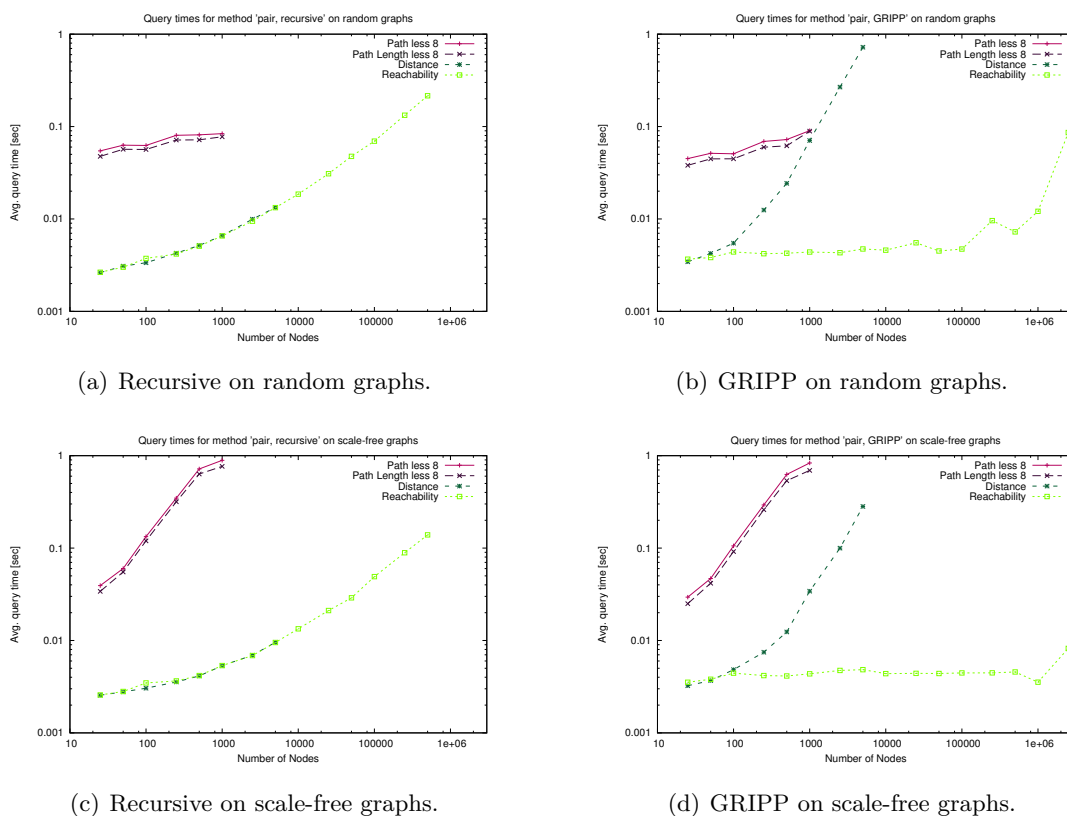 Query times for method 'pair, recursive' on random graphs
1
0.1
0.01
0.001
10
100
1000
10000
100000
1e+06
Avg. query time [sec]
Number of Nodes
Path less 8
Path Length less 8
Distance
Reachability
(a) Recursive on random graphs.
Query times for method 'pair, GRIPP' on random graphs
1
0.1
0.01
0.001
10
100
1000
10000
100000
1e+06
Avg. query time [sec]
Number of Nodes
Path less 8
Path Length less 8
Distance
Reachability
(b) GRIPP on random graphs.
Query times for method 'pair, recursive' on scale-free graphs
1
0.1
0.01
0.001
10
100
1000
10000
100000
1e+06
Avg. query time [sec]
Number of Nodes
Path less 8
Path Length less 8
Distance
Reachability
(c) Recursive on scale-free graphs.
Query times for method 'pair, GRIPP' on scale-free graphs
1
0.1
0.01
0.001
10
100
1000
10000
100000
1e+06
Avg. query time [sec]
Number of Nodes
Path less 8
Path Length less 8
Distance
Reachability
(d) GRIPP on scale-free graphs.